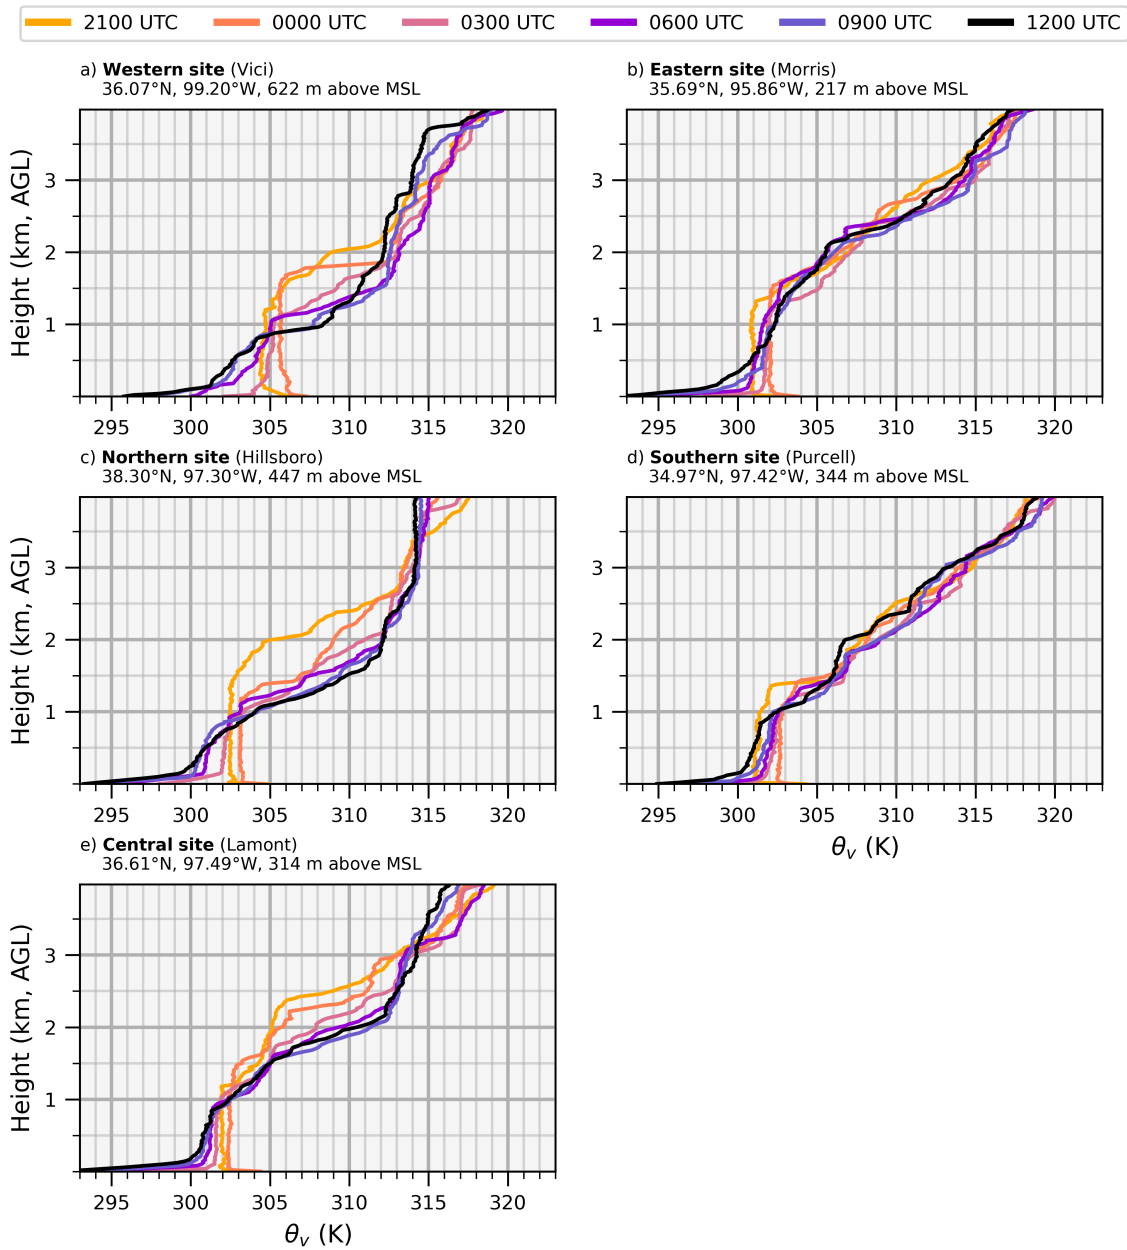 2100 UTC 0000 UTC 0300 UTC 0600 UTC 0900 UTC 1200 UTC
a) Western site (Vici)
36.07°N, 99.20°W, 622 m above MSL
b) Eastern site (Morris)
35.69°N, 95.86°W, 217 m above MSL
Height (km, AGL)
3
2
1
295 300 305 310 315 320
3
2
1
295 300 305 310 315 320
c) Northern site (Hillsboro)
38.30°N, 97.30°W, 447 m above MSL
d) Southern site (Purcell)
34.97°N, 97.42°W, 344 m above MSL
Height (km, AGL)
3
2
1
295 300 305 310 315 320
3
2
1
295 300 305 310 315 320
θv (K)
e) Central site (Lamont)
36.61°N, 97.49°W, 314 m above MSL
Height (km, AGL)
3
2
1
295 300 305 310 315 320
θv (K)